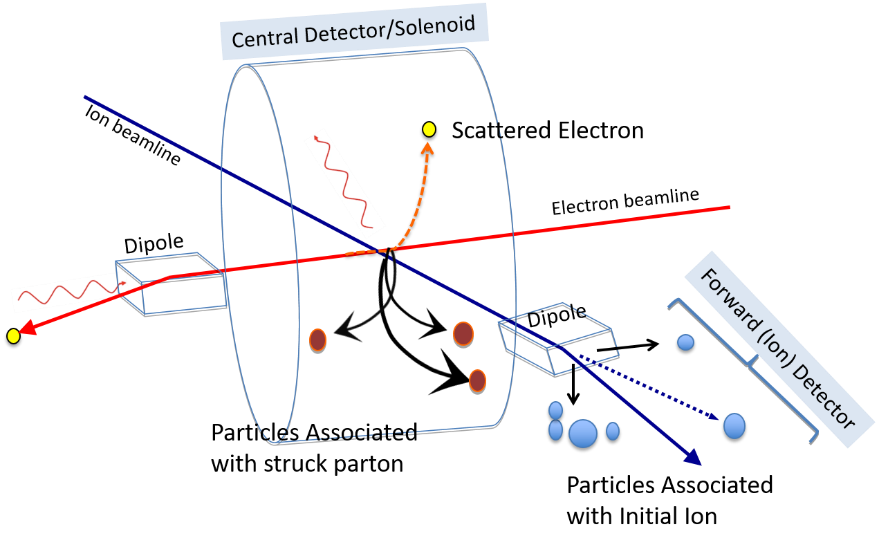 Central Detector/Solenoid
Ion beamline
Scattered Electron
Electron beamline
Dipole
Dipole
Forward (Ion) Detector
Particles Associated
with struck parton
Particles Associated
with Initial Ion